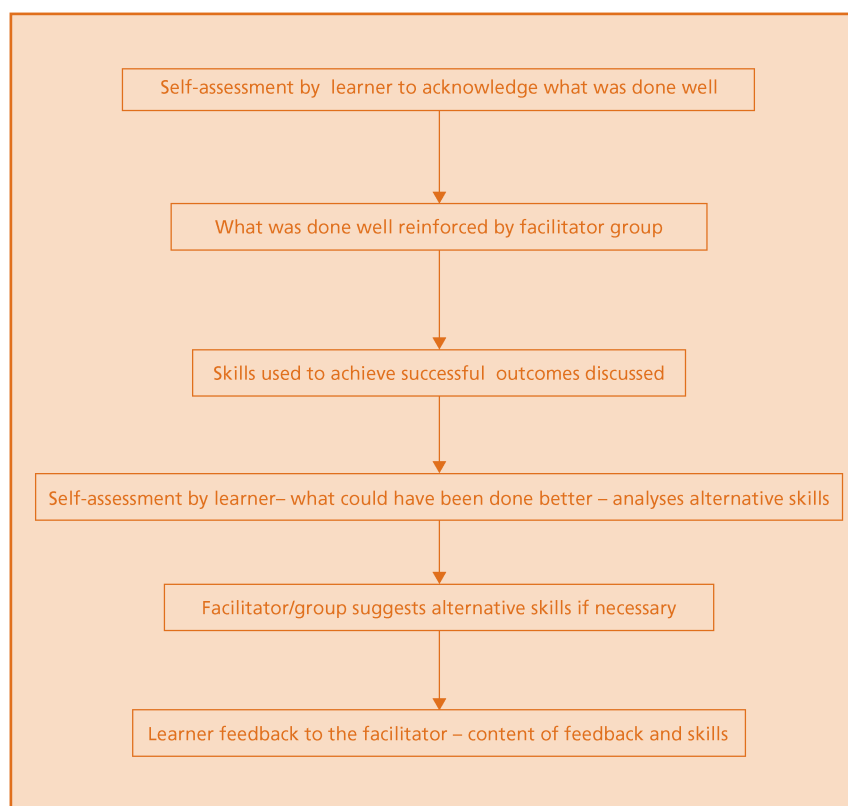 Self-assessment by learner to acknowledge what was done well
What was done well reinforced by facilitator group
Skills used to achieve successful outcomes discussed
Self-assessment by learner– what could have been done better – analyses alternative skills
Facilitator/group suggests alternative skills if necessary
Learner feedback to the facilitator – content of feedback and skills